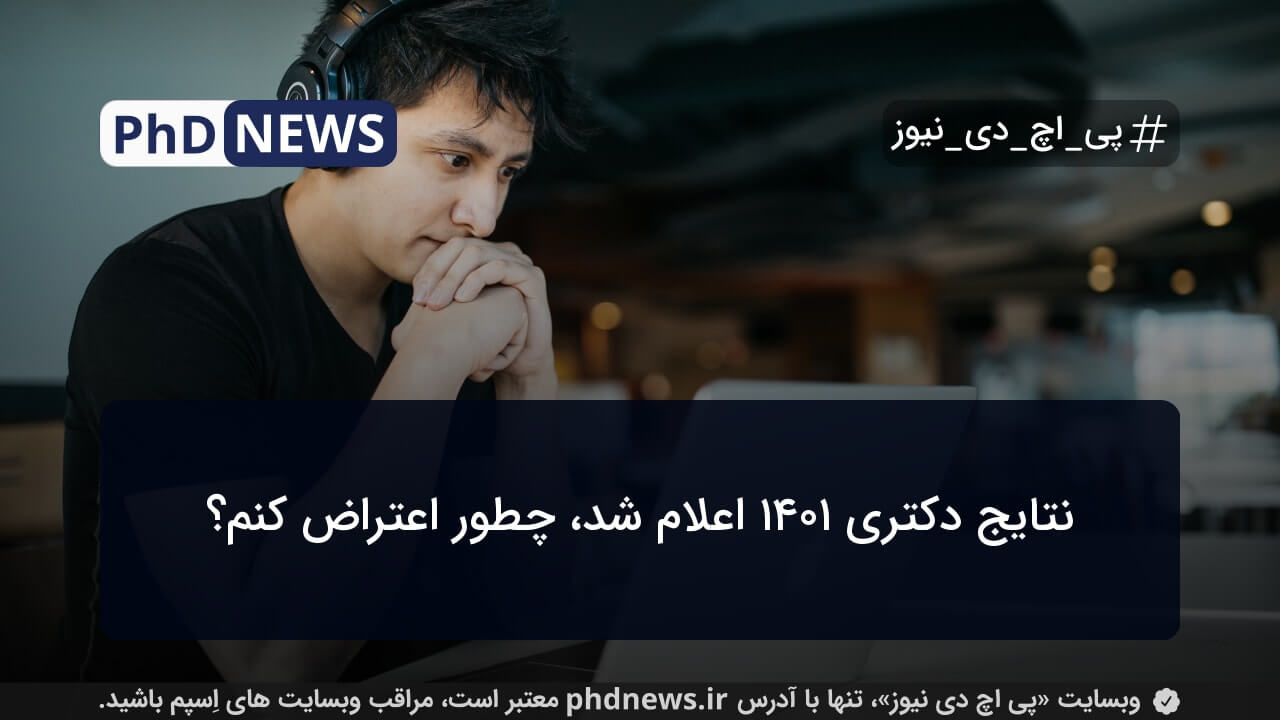 PhD NEWS
#پی_اچ_دی_نیوز
نتایج دکتری ۱۴۰۱ اعلام شد، چطور اعتراض کنم؟
وبسایت «پی اچ دی نیوز»، تنها با آدرس phdnews.ir معتبر است، مراقب وبسایت های اِسپم باشید.